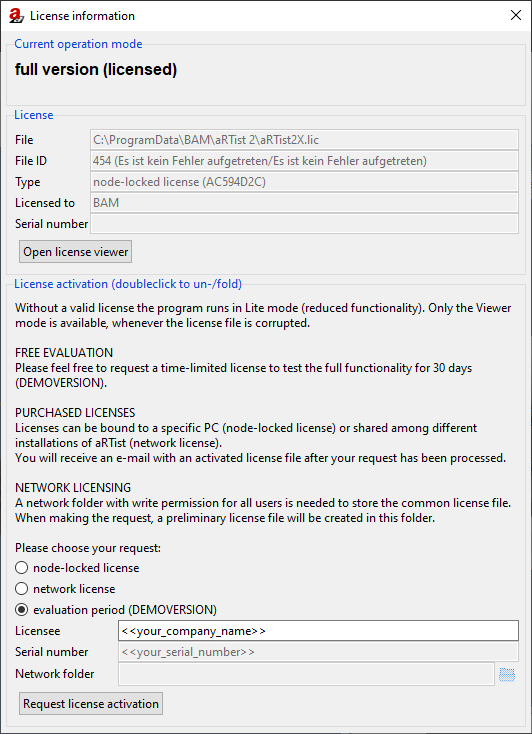 License information
Current operation mode
full version (licensed)
License
File C:\ProgramData\BAM\aRTist 2\aRTist2X.lic
File ID 454 (Es ist kein Fehler aufgetreten/Es ist kein Fehler aufgetreten)
Type node-locked license (AC594D2C)
Licensed to BAM
Serial number
Open license viewer
License activation (doubleclick to un-/fold)
Without a valid license the program runs in Lite mode (reduced functionality). Only the Viewer
mode is available, whenever the license file is corrupted.
FREE EVALUATION
Please feel free to request a time-limited license to test the full functionality for 30 days
(DEMOVERSION).
PURCHASED LICENSES
Licenses can be bound to a specific PC (node-locked license) or shared among different
installations of aRTist (network license).
You will receive an e-mail with an activated license file after your request has been processed.
NETWORK LICENSING
A network folder with write permission for all users is needed to store the common license file.
When making the request, a preliminary license file will be created in this folder.
Please choose your request:
node-locked license
network license
evaluation period (DEMOVERSION)
Licensee <<your_company_name>>
Serial number <<your_serial_number>>
Network folder
Request license activation